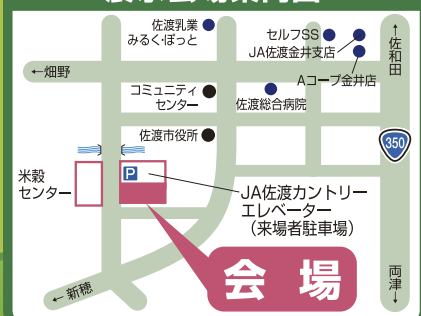 佐渡乳業
みるく・ぽっと
セルフSS
JA佐渡金井支店
Aコープ金井店
↑佐和田
←畑野
コミュニティ
センター
佐渡総合病院
佐渡市役所
350
米穀
センター
P
JA佐渡カントリー
エレベーター
（来場者駐車場）
会場
←新穂
両津↓